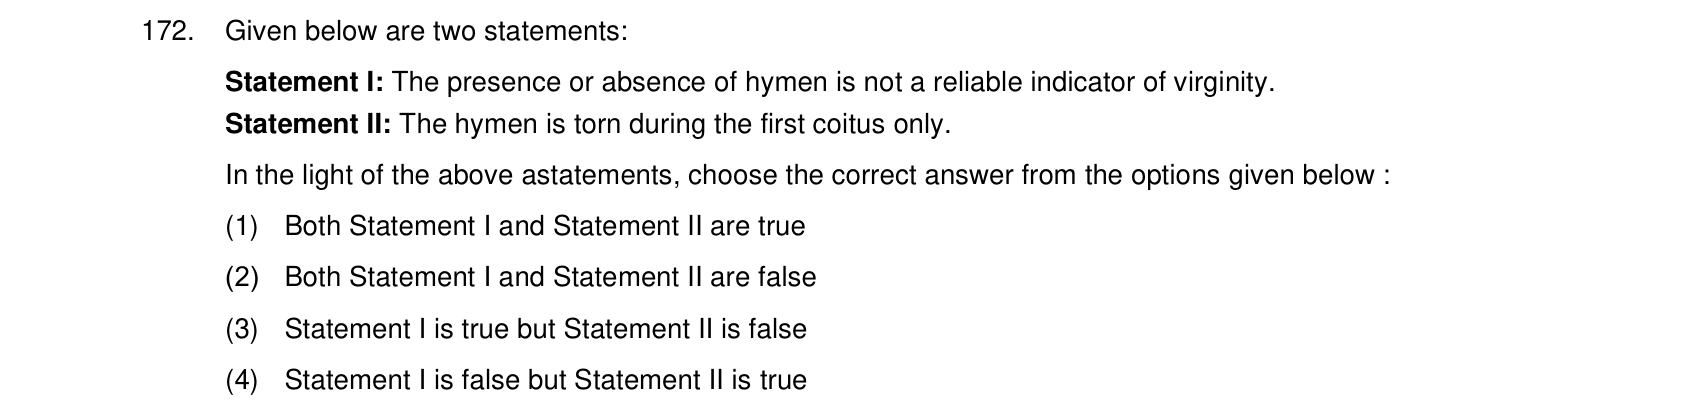 172. Given below are two statements:
Statement I: The presence or absence of hymen is not a reliable indicator of virginity.
Statement II: The hymen is torn during the first coitus only.
In the light of the above astatements, choose the correct answer from the options given below :
(1) Both Statement I and Statement II are true
(2) Both Statement I and Statement II are false
(3) Statement I is true but Statement II is false
(4) Statement I is false but Statement II is true